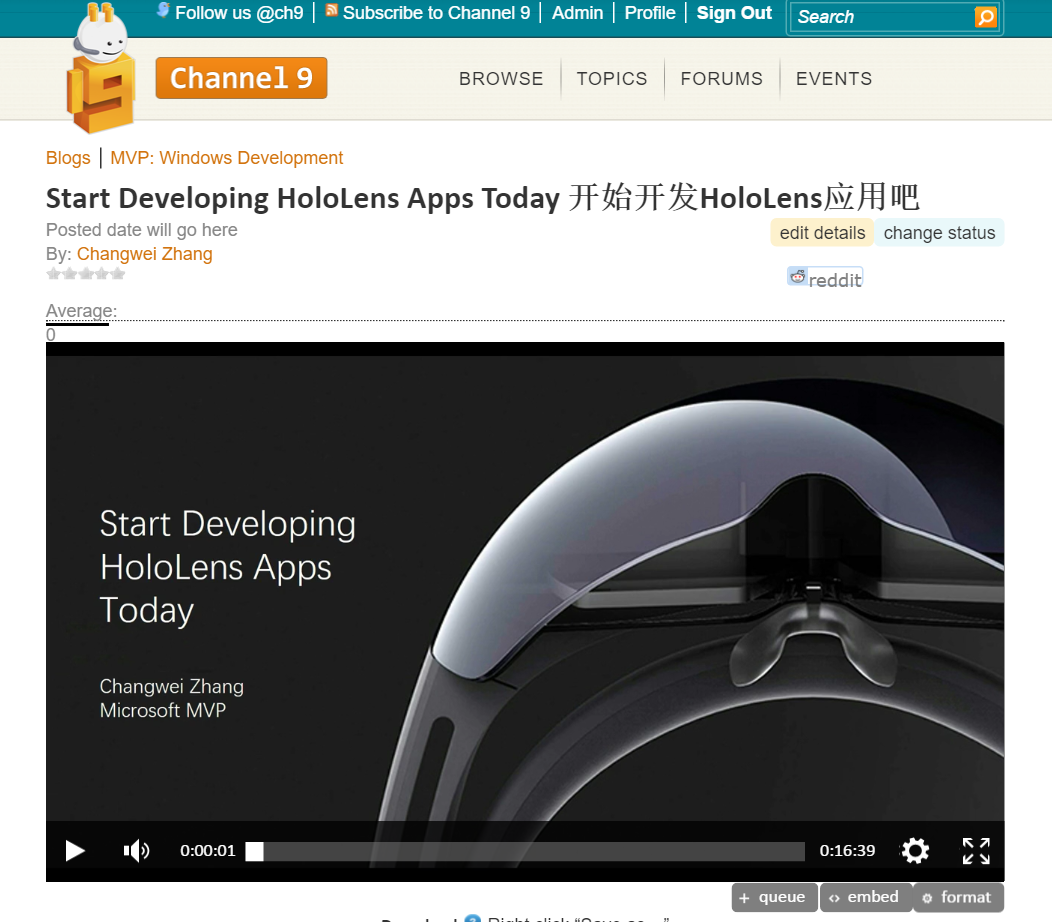 Follow us @ch9 | Subscribe to Channel 9 | Admin | Profile | Sign Out Search
9 Channel 9 BROWSE TOPICS FORUMS EVENTS
Blogs | MVP: Windows Development
Start Developing HoloLens Apps Today 开始开发HoloLens应用吧
Posted date will go here
edit details change status
By: Changwei Zhang
reddit
Average:
0
Start Developing
HoloLens Apps
Today
Changwei Zhang
Microsoft MVP
0:00:01 0:16:39
+ queue <> embed format
Download Right click “Save as…”